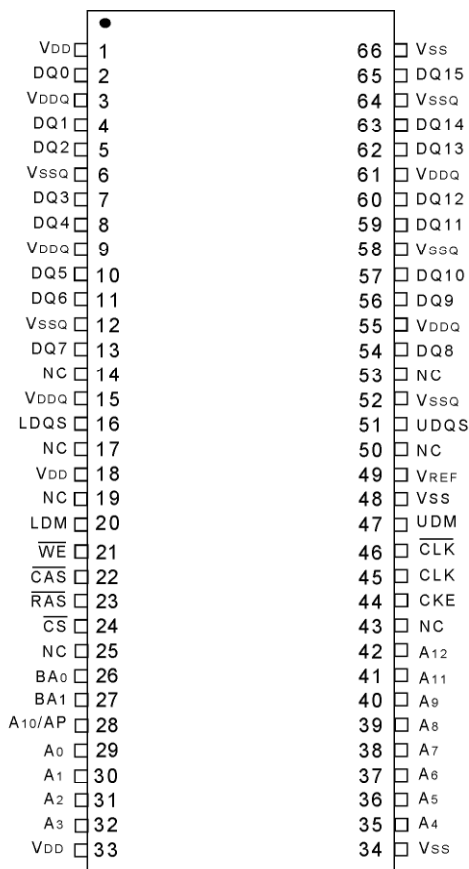 VDD 1 66 VSS
DQ0 2 65 DQ15
VDDQ 3 64 VSSQ
DQ1 4 63 DQ14
DQ2 5 62 DQ13
VSSQ 6 61 VDDQ
DQ3 7 60 DQ12
DQ4 8 59 DQ11
VDDQ 9 58 VSSQ
DQ5 10 57 DQ10
DQ6 11 56 DQ9
VSSQ 12 55 VDDQ
DQ7 13 54 DQ8
NC 14 53 NC
VDDQ 15 52 VSSQ
LDQS 16 51 UDQS
NC 17 50 NC
VDD 18 49 VREF
NC 19 48 VSS
LDM 20 47 UDM
W̅E̅ 21 46 C̅L̅K̅
C̅A̅S̅ 22 45 CLK
R̅A̅S̅ 23 44 CKE
C̅S̅ 24 43 NC
NC 25 42 A12
BA0 26 41 A11
BA1 27 40 A9
A10/AP 28 39 A8
A0 29 38 A7
A1 30 37 A6
A2 31 36 A5
A3 32 35 A4
VDD 33 34 VSS